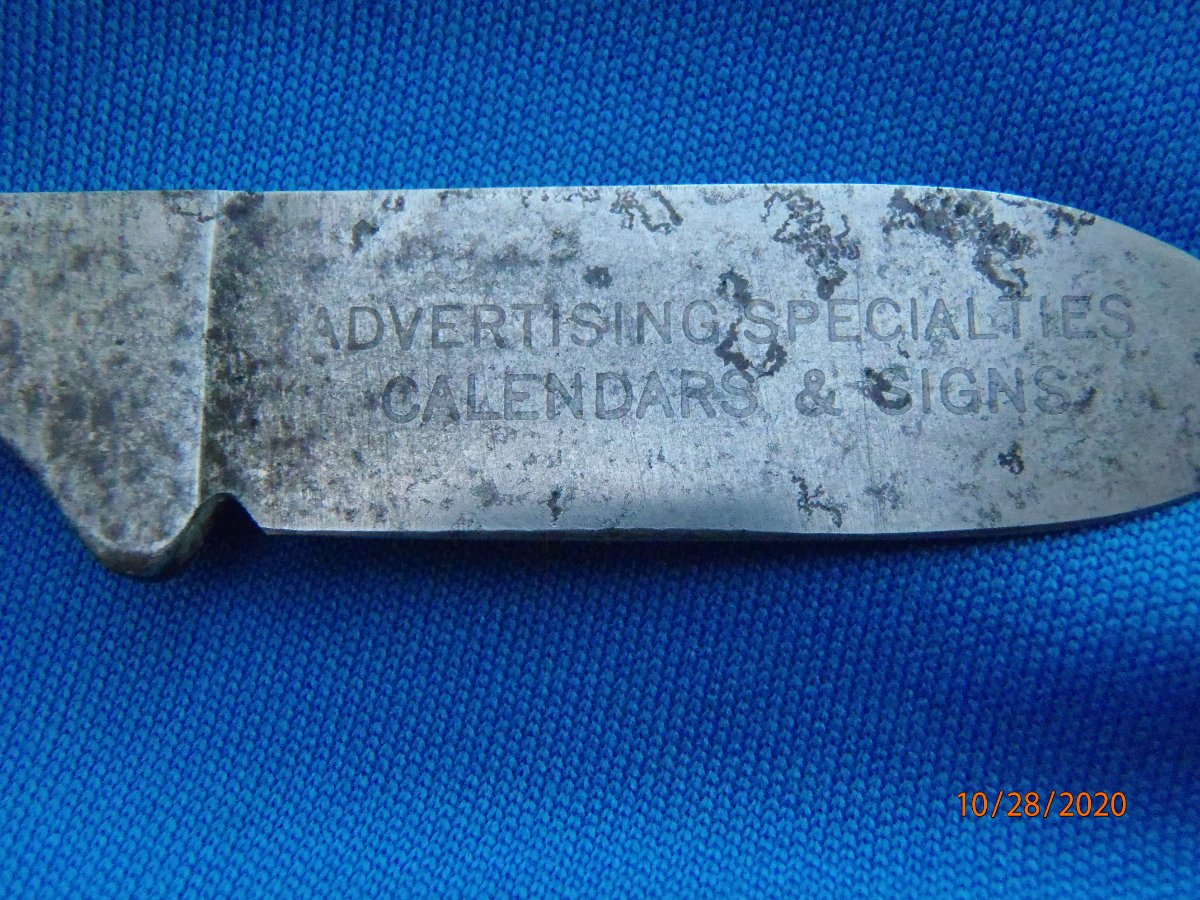 ADVERTISING SPECIALTIES
CALENDARS & SIGNS
10/28/2020